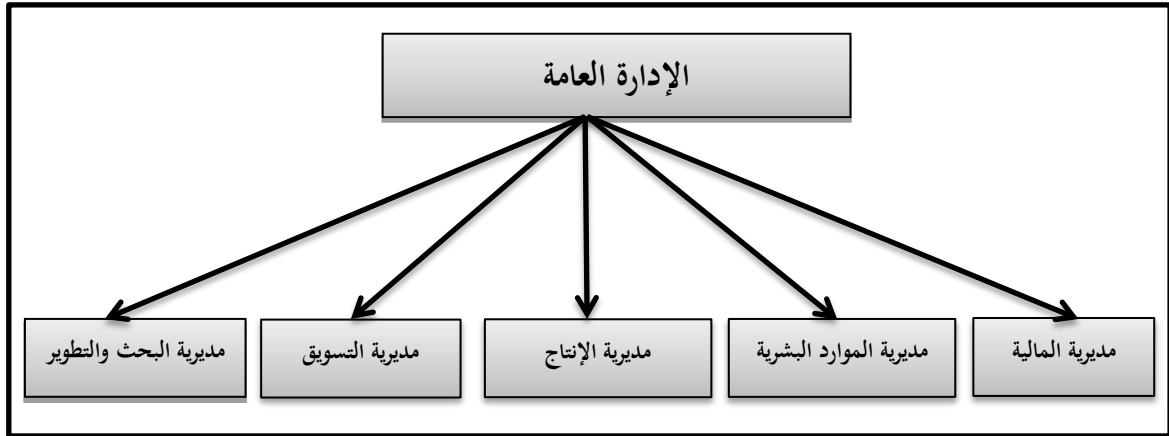 الإدارة العامة
مديرية المالية
مديرية الموارد البشرية
مديرية الإنتاج
مديرية التسويق
مديرية البحث والتطوير